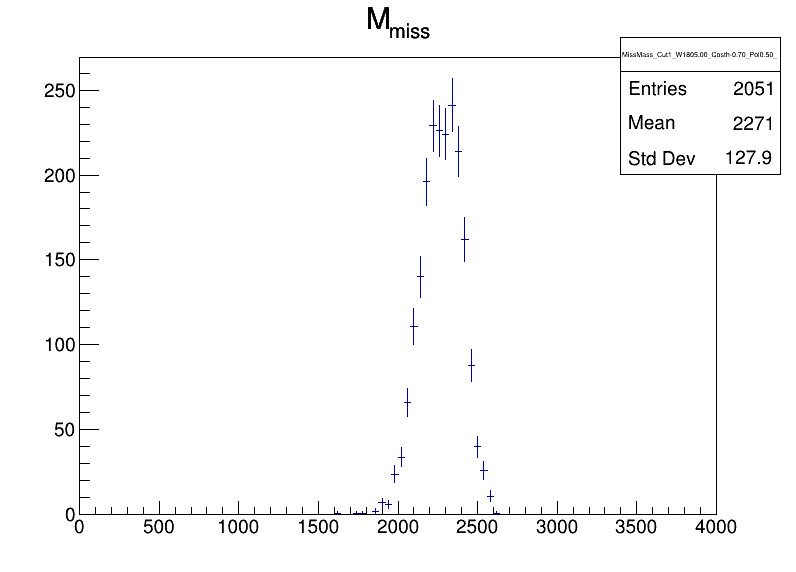 M_miss
MissMass_Cut1_W1805.00_Costh-0.70_Pol0.50_
Entries 2051
Mean 2271
Std Dev 127.9
250
200
150
100
50
0
0 500 1000 1500 2000 2500 3000 3500 4000